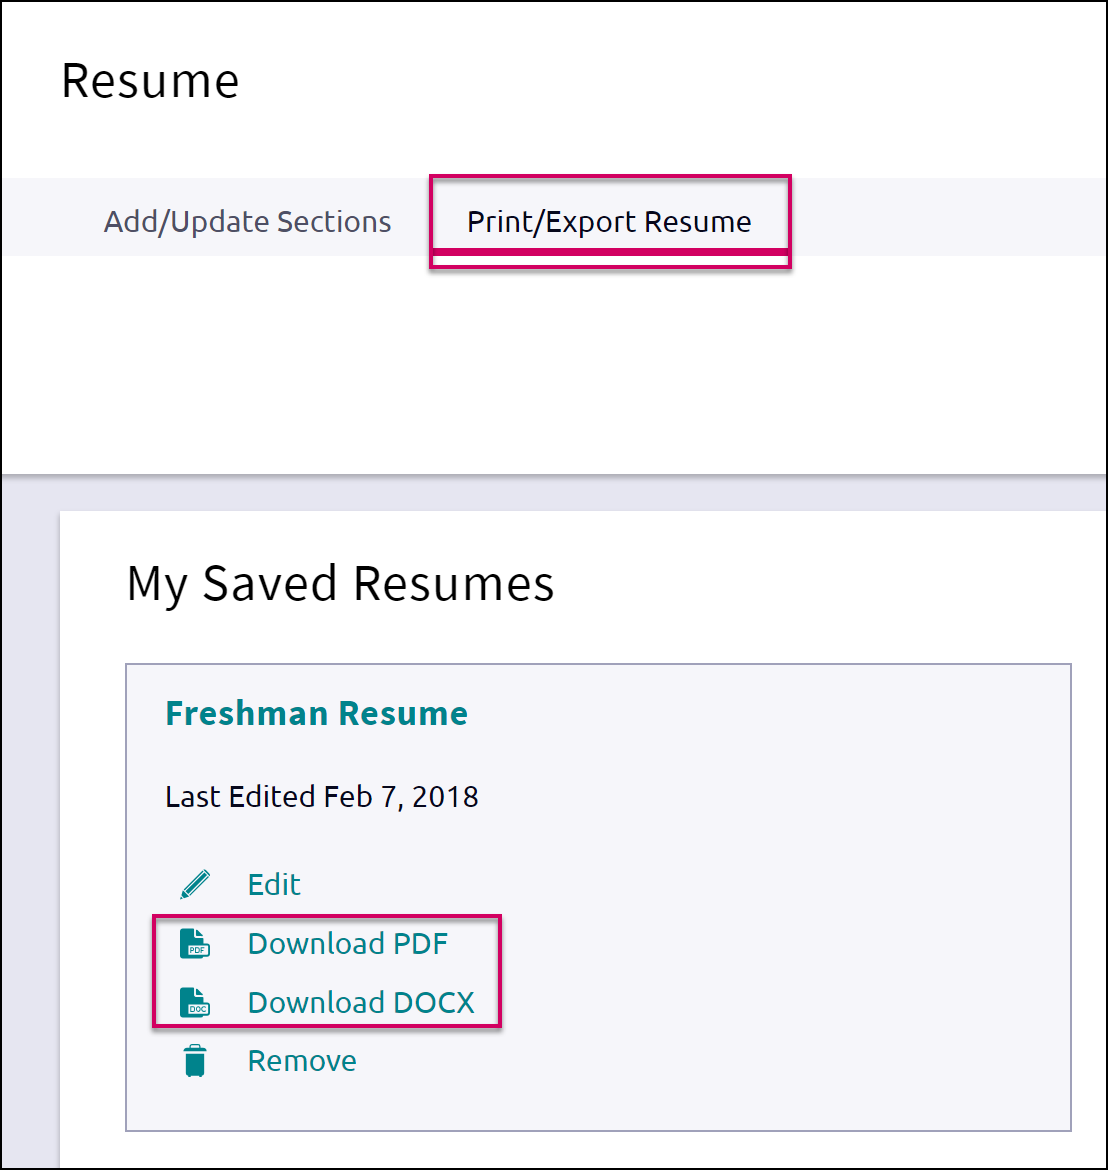 Resume
Add/Update Sections Print/Export Resume
My Saved Resumes
Freshman Resume
Last Edited Feb 7, 2018
Edit
PDF Download PDF
DOC Download DOCX
Remove